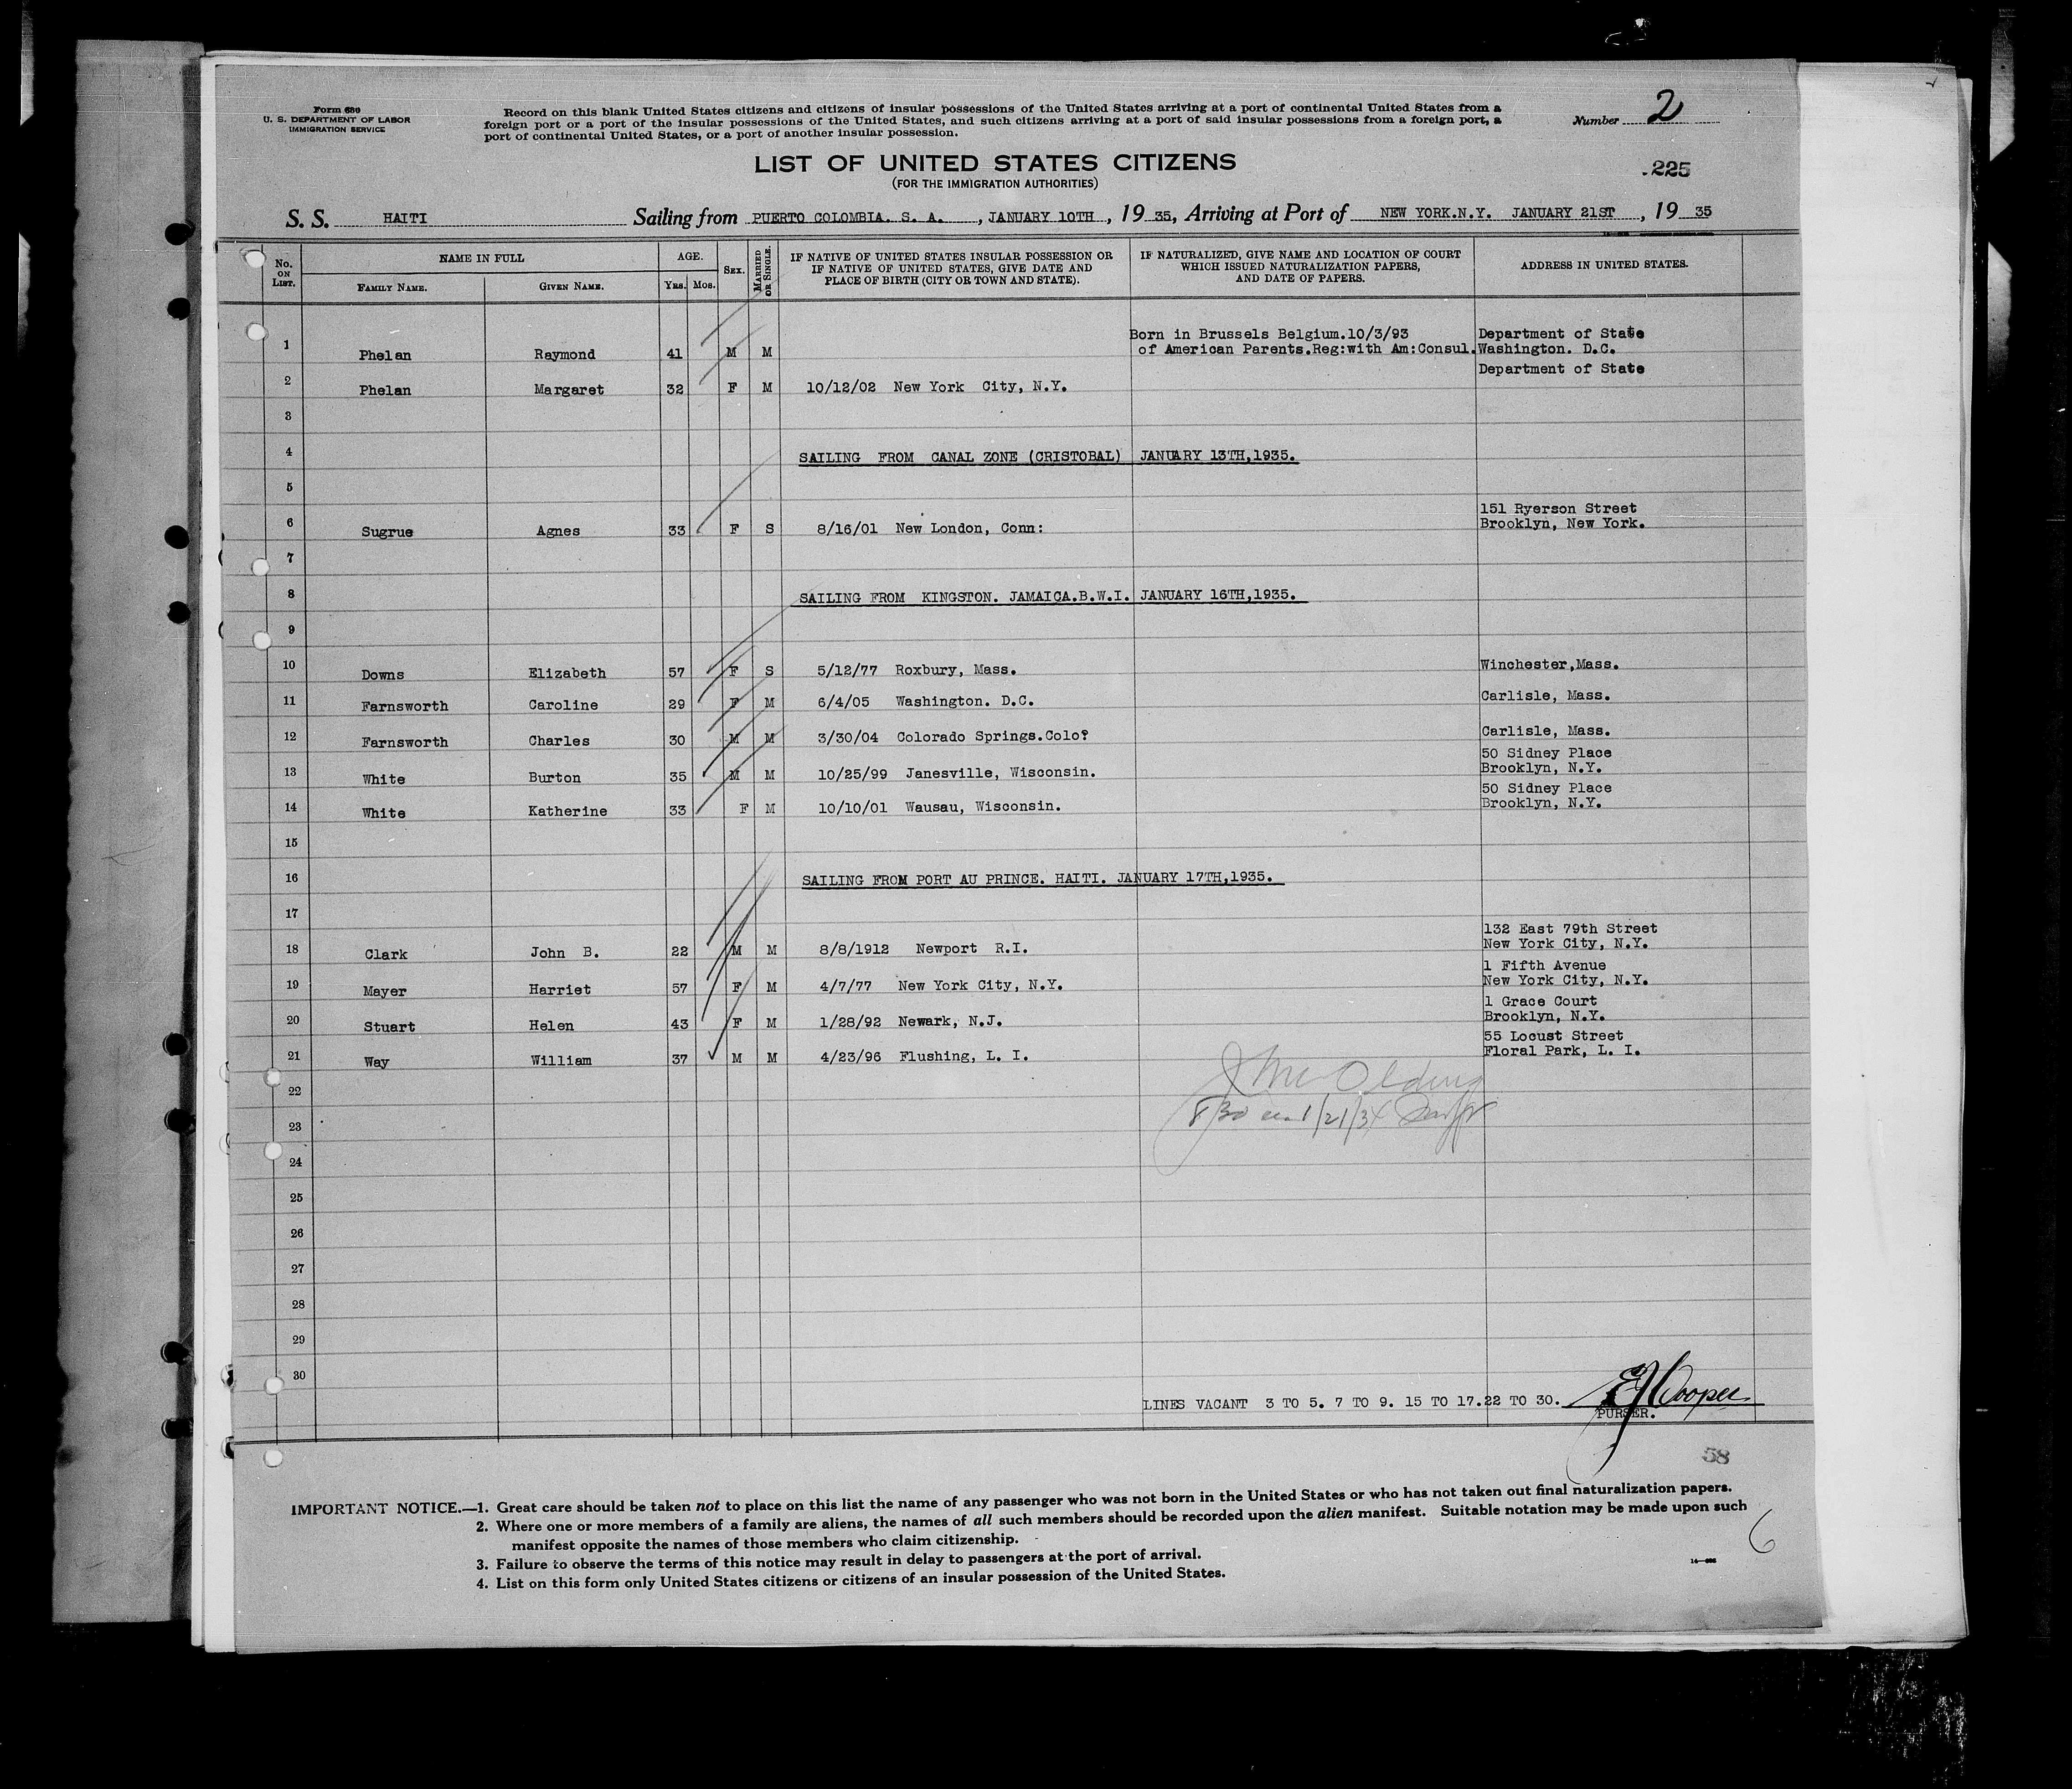 Form 630
U. S. DEPARTMENT OF LABOR
IMMIGRATION SERVICE
Record on this blank United States citizens and citizens of insular possessions of the United States arriving at a port of continental United States from a
foreign port or a port of the insular possessions of the United States, and such citizens arriving at a port of said insular possessions from a foreign port, a
port of continental United States, or a port of another insular possession.
Number 2
LIST OF UNITED STATES CITIZENS
(FOR THE IMMIGRATION AUTHORITIES)
225
S. S. HAITI Sailing from PUERTO COLOMBIA. S. A. , JANUARY 10TH , 19 35, Arriving at Port of NEW YORK.N.Y. JANUARY 21ST , 19 35
No. ON LIST.
NAME IN FULL
FAMILY NAME. GIVEN NAME.
AGE.
YRS. MOS.
SEX.
MARRIED OR SINGLE.
IF NATIVE OF UNITED STATES INSULAR POSSESSION OR
IF NATIVE OF UNITED STATES, GIVE DATE AND
PLACE OF BIRTH (CITY OR TOWN AND STATE).
IF NATURALIZED, GIVE NAME AND LOCATION OF COURT
WHICH ISSUED NATURALIZATION PAPERS,
AND DATE OF PAPERS.
ADDRESS IN UNITED STATES.
Born in Brussels Belgium.10/3/93 Department of State
1 Phelan Raymond 41 M M of American Parents.Reg:with Am:Consul. Washington. D.C.
Department of State
2 Phelan Margaret 32 F M 10/12/02 New York City, N.Y.
3
4 SAILING FROM CANAL ZONE (CRISTOBAL) JANUARY 13TH,1935.
5
151 Ryerson Street
6 Sugrue Agnes 33 F S 8/16/01 New London, Conn: Brooklyn, New York.
7
8 SAILING FROM KINGSTON. JAMAICA.B.W.I. JANUARY 16TH,1935.
9
10 Downs Elizabeth 57 F S 5/12/77 Roxbury, Mass. Winchester,Mass.
11 Farnsworth Caroline 29 F M 6/4/05 Washington. D.C. Carlisle, Mass.
12 Farnsworth Charles 30 M M 3/30/04 Colorado Springs.Colo? Carlisle, Mass.
50 Sidney Place
13 White Burton 35 M M 10/25/99 Janesville, Wisconsin. Brooklyn, N.Y.
50 Sidney Place
14 White Katherine 33 F M 10/10/01 Wausau, Wisconsin. Brooklyn, N.Y.
15
16 SAILING FROM PORT AU PRINCE. HAITI. JANUARY 17TH,1935.
17
132 East 79th Street
18 Clark John B. 22 M M 8/8/1912 Newport R.I. New York City, N.Y.
1 Fifth Avenue
19 Mayer Harriet 57 F M 4/7/77 New York City, N.Y. New York City, N.Y.
1 Grace Court
20 Stuart Helen 43 F M 1/28/92 Newark, N.J. Brooklyn, N.Y.
55 Locust Street
21 Way William 37 M M 4/23/96 Flushing, L. I. Floral Park, L. I.
22
23
24
25
26
27
28
29
30
LINES VACANT 3 TO 5. 7 TO 9. 15 TO 17.22 TO 30. EJ Cooper
PURSER.
58
IMPORTANT NOTICE.—1. Great care should be taken not to place on this list the name of any passenger who was not born in the United States or who has not taken out final naturalization papers.
2. Where one or more members of a family are aliens, the names of all such members should be recorded upon the alien manifest. Suitable notation may be made upon such
manifest opposite the names of those members who claim citizenship.
3. Failure to observe the terms of this notice may result in delay to passengers at the port of arrival.
4. List on this form only United States citizens or citizens of an insular possession of the United States.
6